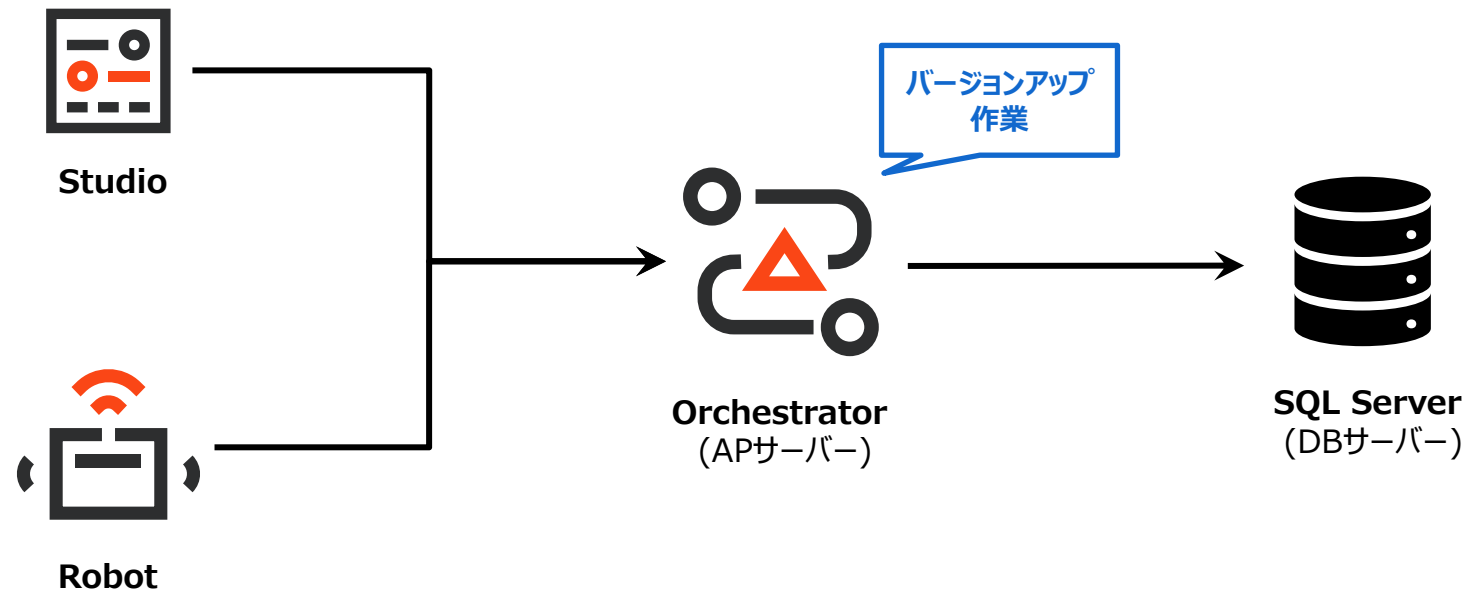 バージョンアップ
作業
Studio
Orchestrator
(APサーバー)
SQL Server
(DBサーバー)
Robot